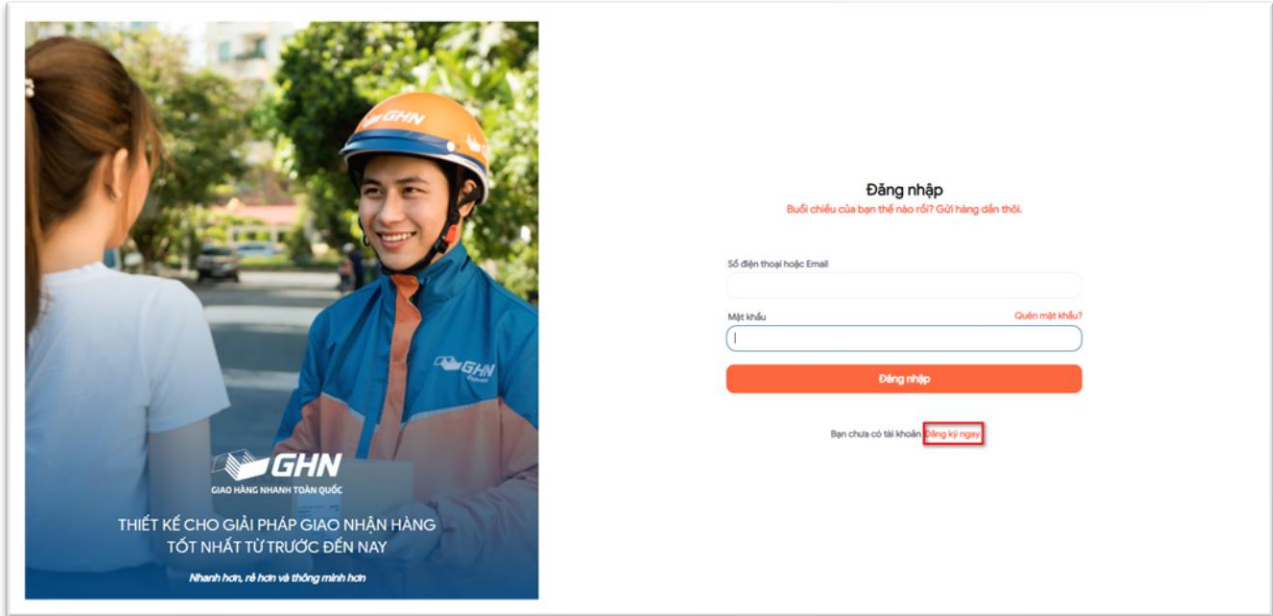 GHN
GHN
Express
GHN
GIAO HÀNG NHANH TOÀN QUỐC
THIẾT KẾ CHO GIẢI PHÁP GIAO NHẬN HÀNG
TỐT NHẤT TỪ TRƯỚC ĐẾN NAY
Nhanh hơn, rẻ hơn và thông minh hơn
Đăng nhập
Buổi chiều của bạn thế nào rồi? Gửi hàng dần thôi.
Số điện thoại hoặc Email
Mật khẩu Quên mật khẩu?
Đăng nhập
Bạn chưa có tài khoản Đăng ký ngay